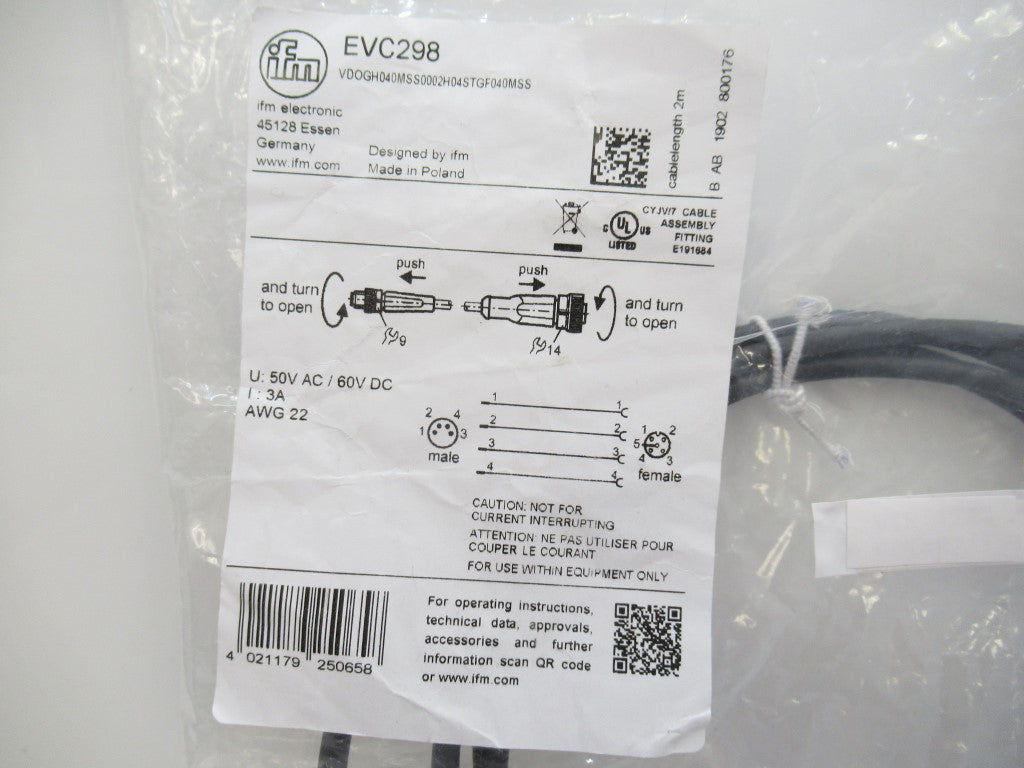 ifm
EVC298
VDOGH040MSS0002H04STGF040MSS
ifm electronic
45128 Essen
Germany
www.ifm.com
Designed by ifm
Made in Poland
cablelength 2m
B AB 1902 800176
C UL US
LISTED
CYJV/7 CABLE
ASSEMBLY
FITTING
E191684
push
push
and turn
to open
and turn
to open
9
14
U: 50V AC / 60V DC
I : 3A
AWG 22
2 4
1 3
male
1 1
2 2
3 3
4 4
1 2
5
4 3
female
CAUTION: NOT FOR
CURRENT INTERRUPTING
ATTENTION: NE PAS UTILISER POUR
COUPER LE COURANT
FOR USE WITHIN EQUIPMENT ONLY
4 021179 250658
For operating instructions,
technical data, approvals,
accessories and further
information scan QR code
or www.ifm.com